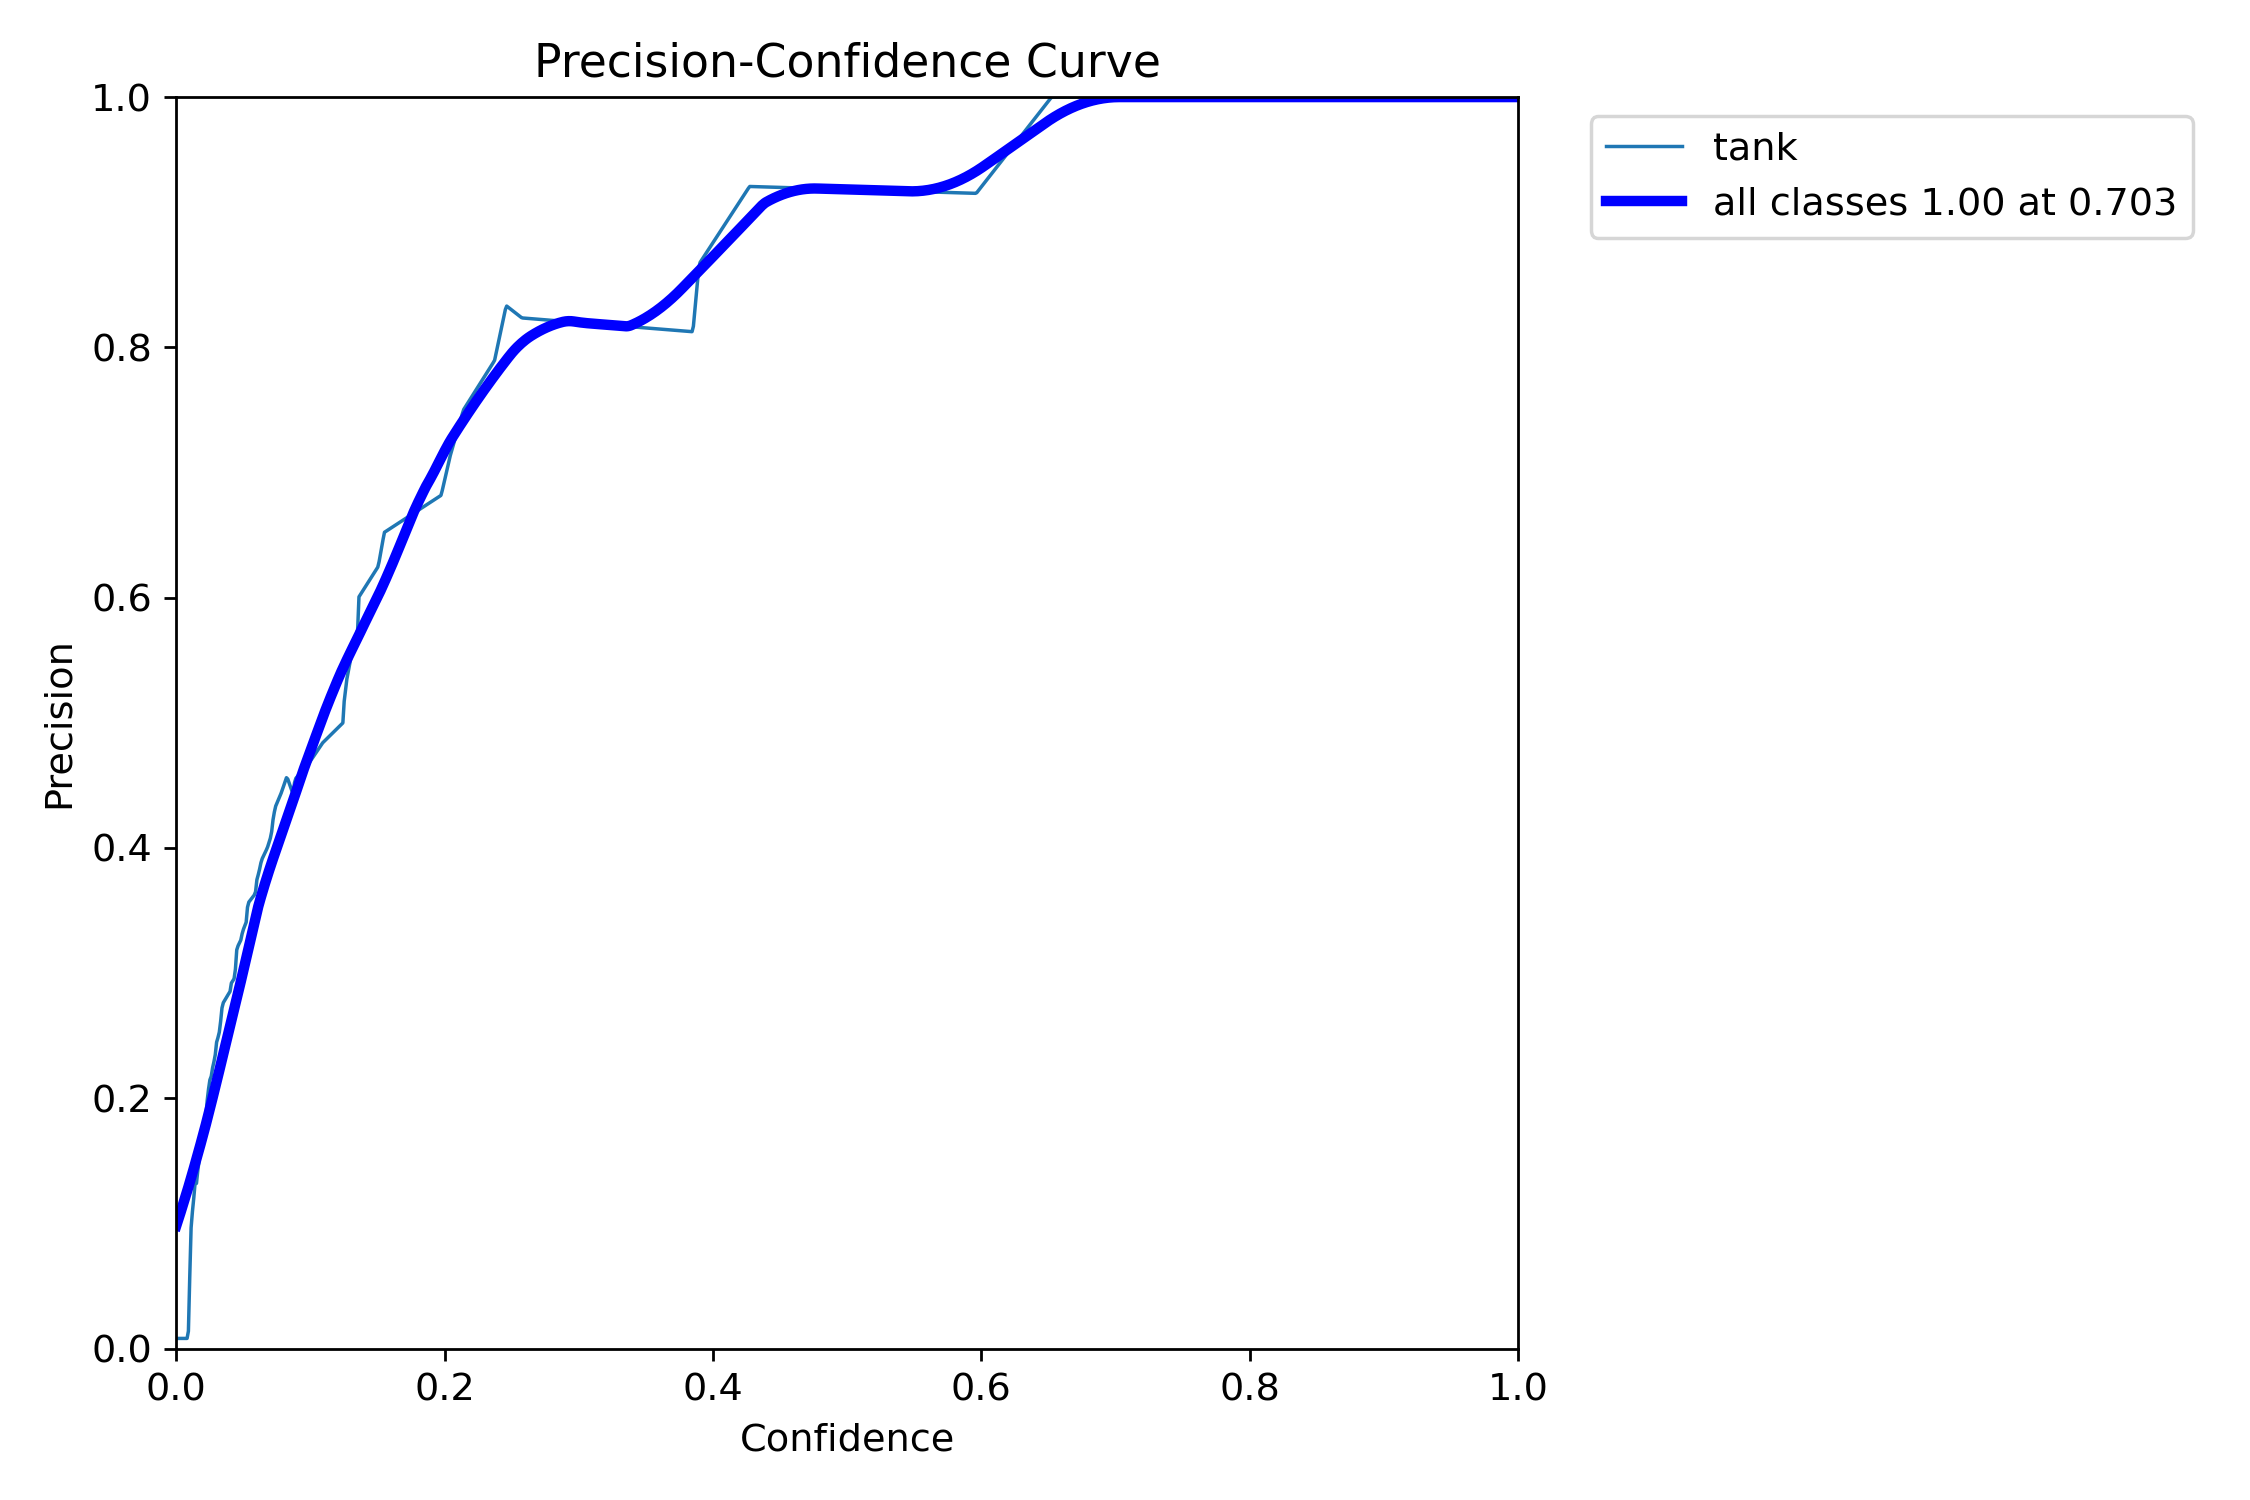 Precision-Confidence Curve
1.0
0.8
0.6
0.4
0.2
0.0
Precision
0.0 0.2 0.4 0.6 0.8 1.0
Confidence
tank
all classes 1.00 at 0.703